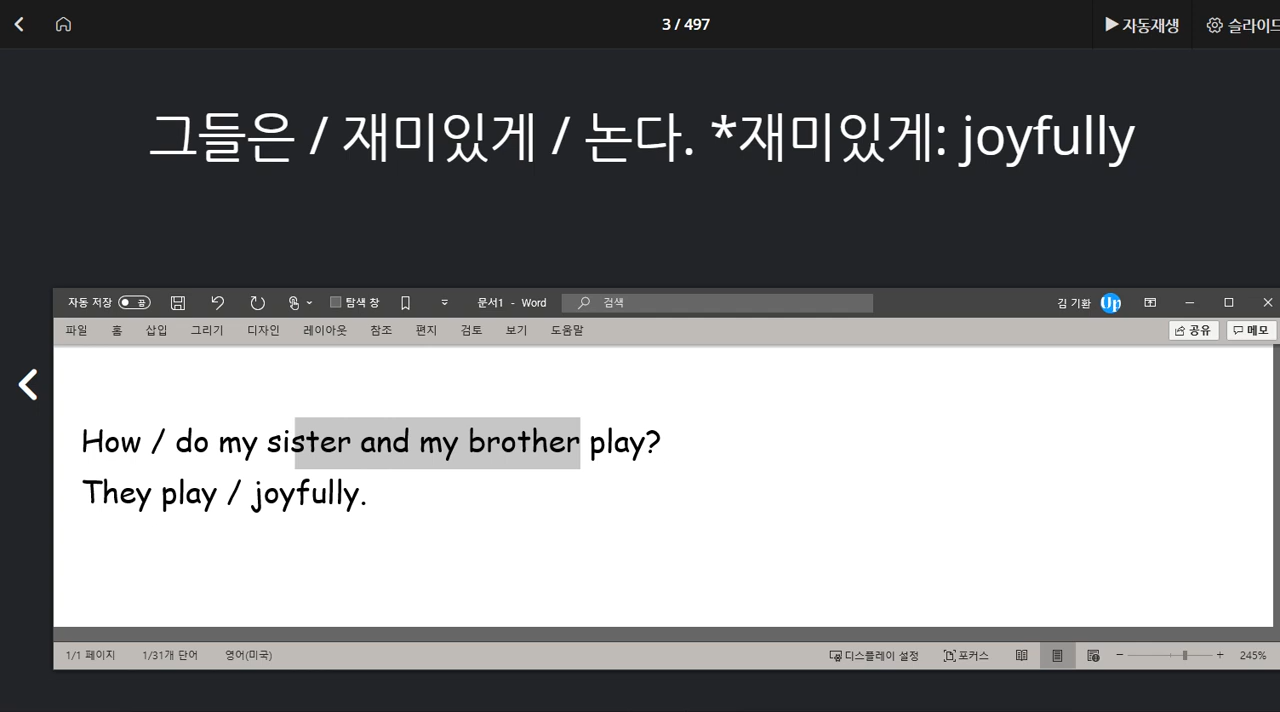 3 / 497
▶ 자동재생
슬라이드
그들은 / 재미있게 / 논다. *재미있게: joyfully
자동 저장 끔
탐색 창
문서1 - Word
검색
김 기환
Up
파일 홈 삽입 그리기 디자인 레이아웃 참조 편지 검토 보기 도움말
공유
메모
How / do my sister and my brother play?
They play / joyfully.
1/1 페이지
1/31개 단어
영어(미국)
디스플레이 설정
포커스
245%